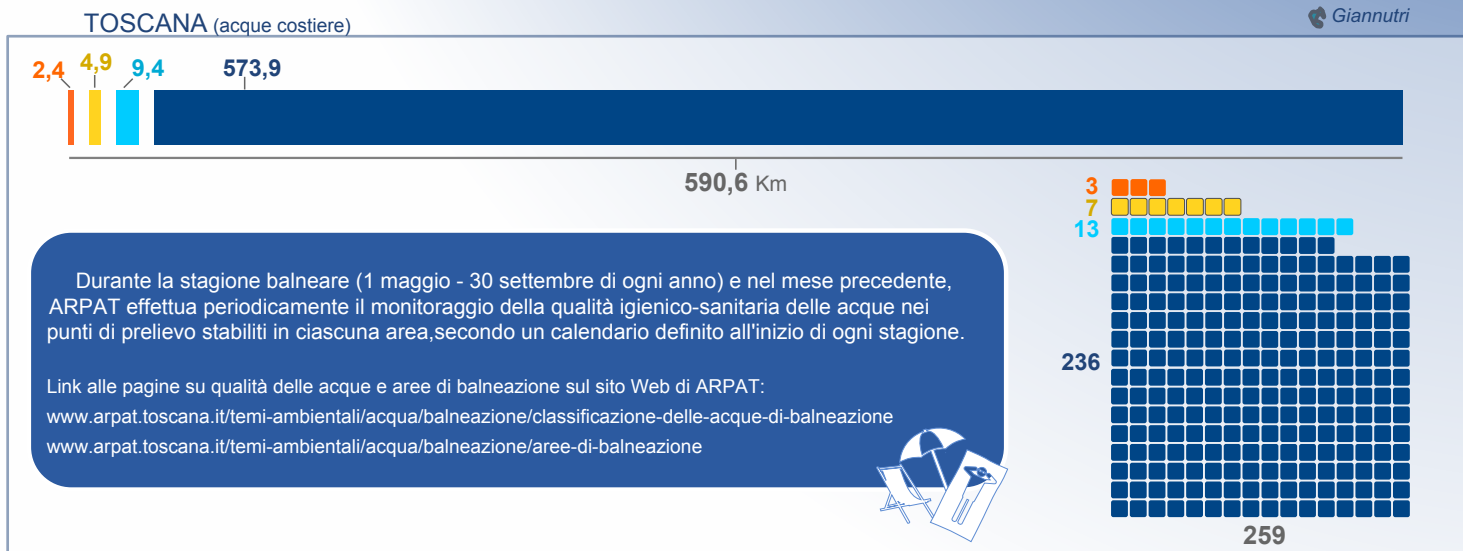 Giannutri
TOSCANA (acque costiere)
2,4 4,9 9,4 573,9
590,6 Km
3
7
13
236
259
Durante la stagione balneare (1 maggio - 30 settembre di ogni anno) e nel mese precedente,
ARPAT effettua periodicamente il monitoraggio della qualità igienico-sanitaria delle acque nei
punti di prelievo stabiliti in ciascuna area,secondo un calendario definito all'inizio di ogni stagione.
Link alle pagine su qualità delle acque e aree di balneazione sul sito Web di ARPAT:
www.arpat.toscana.it/temi-ambientali/acqua/balneazione/classificazione-delle-acque-di-balneazione
www.arpat.toscana.it/temi-ambientali/acqua/balneazione/aree-di-balneazione